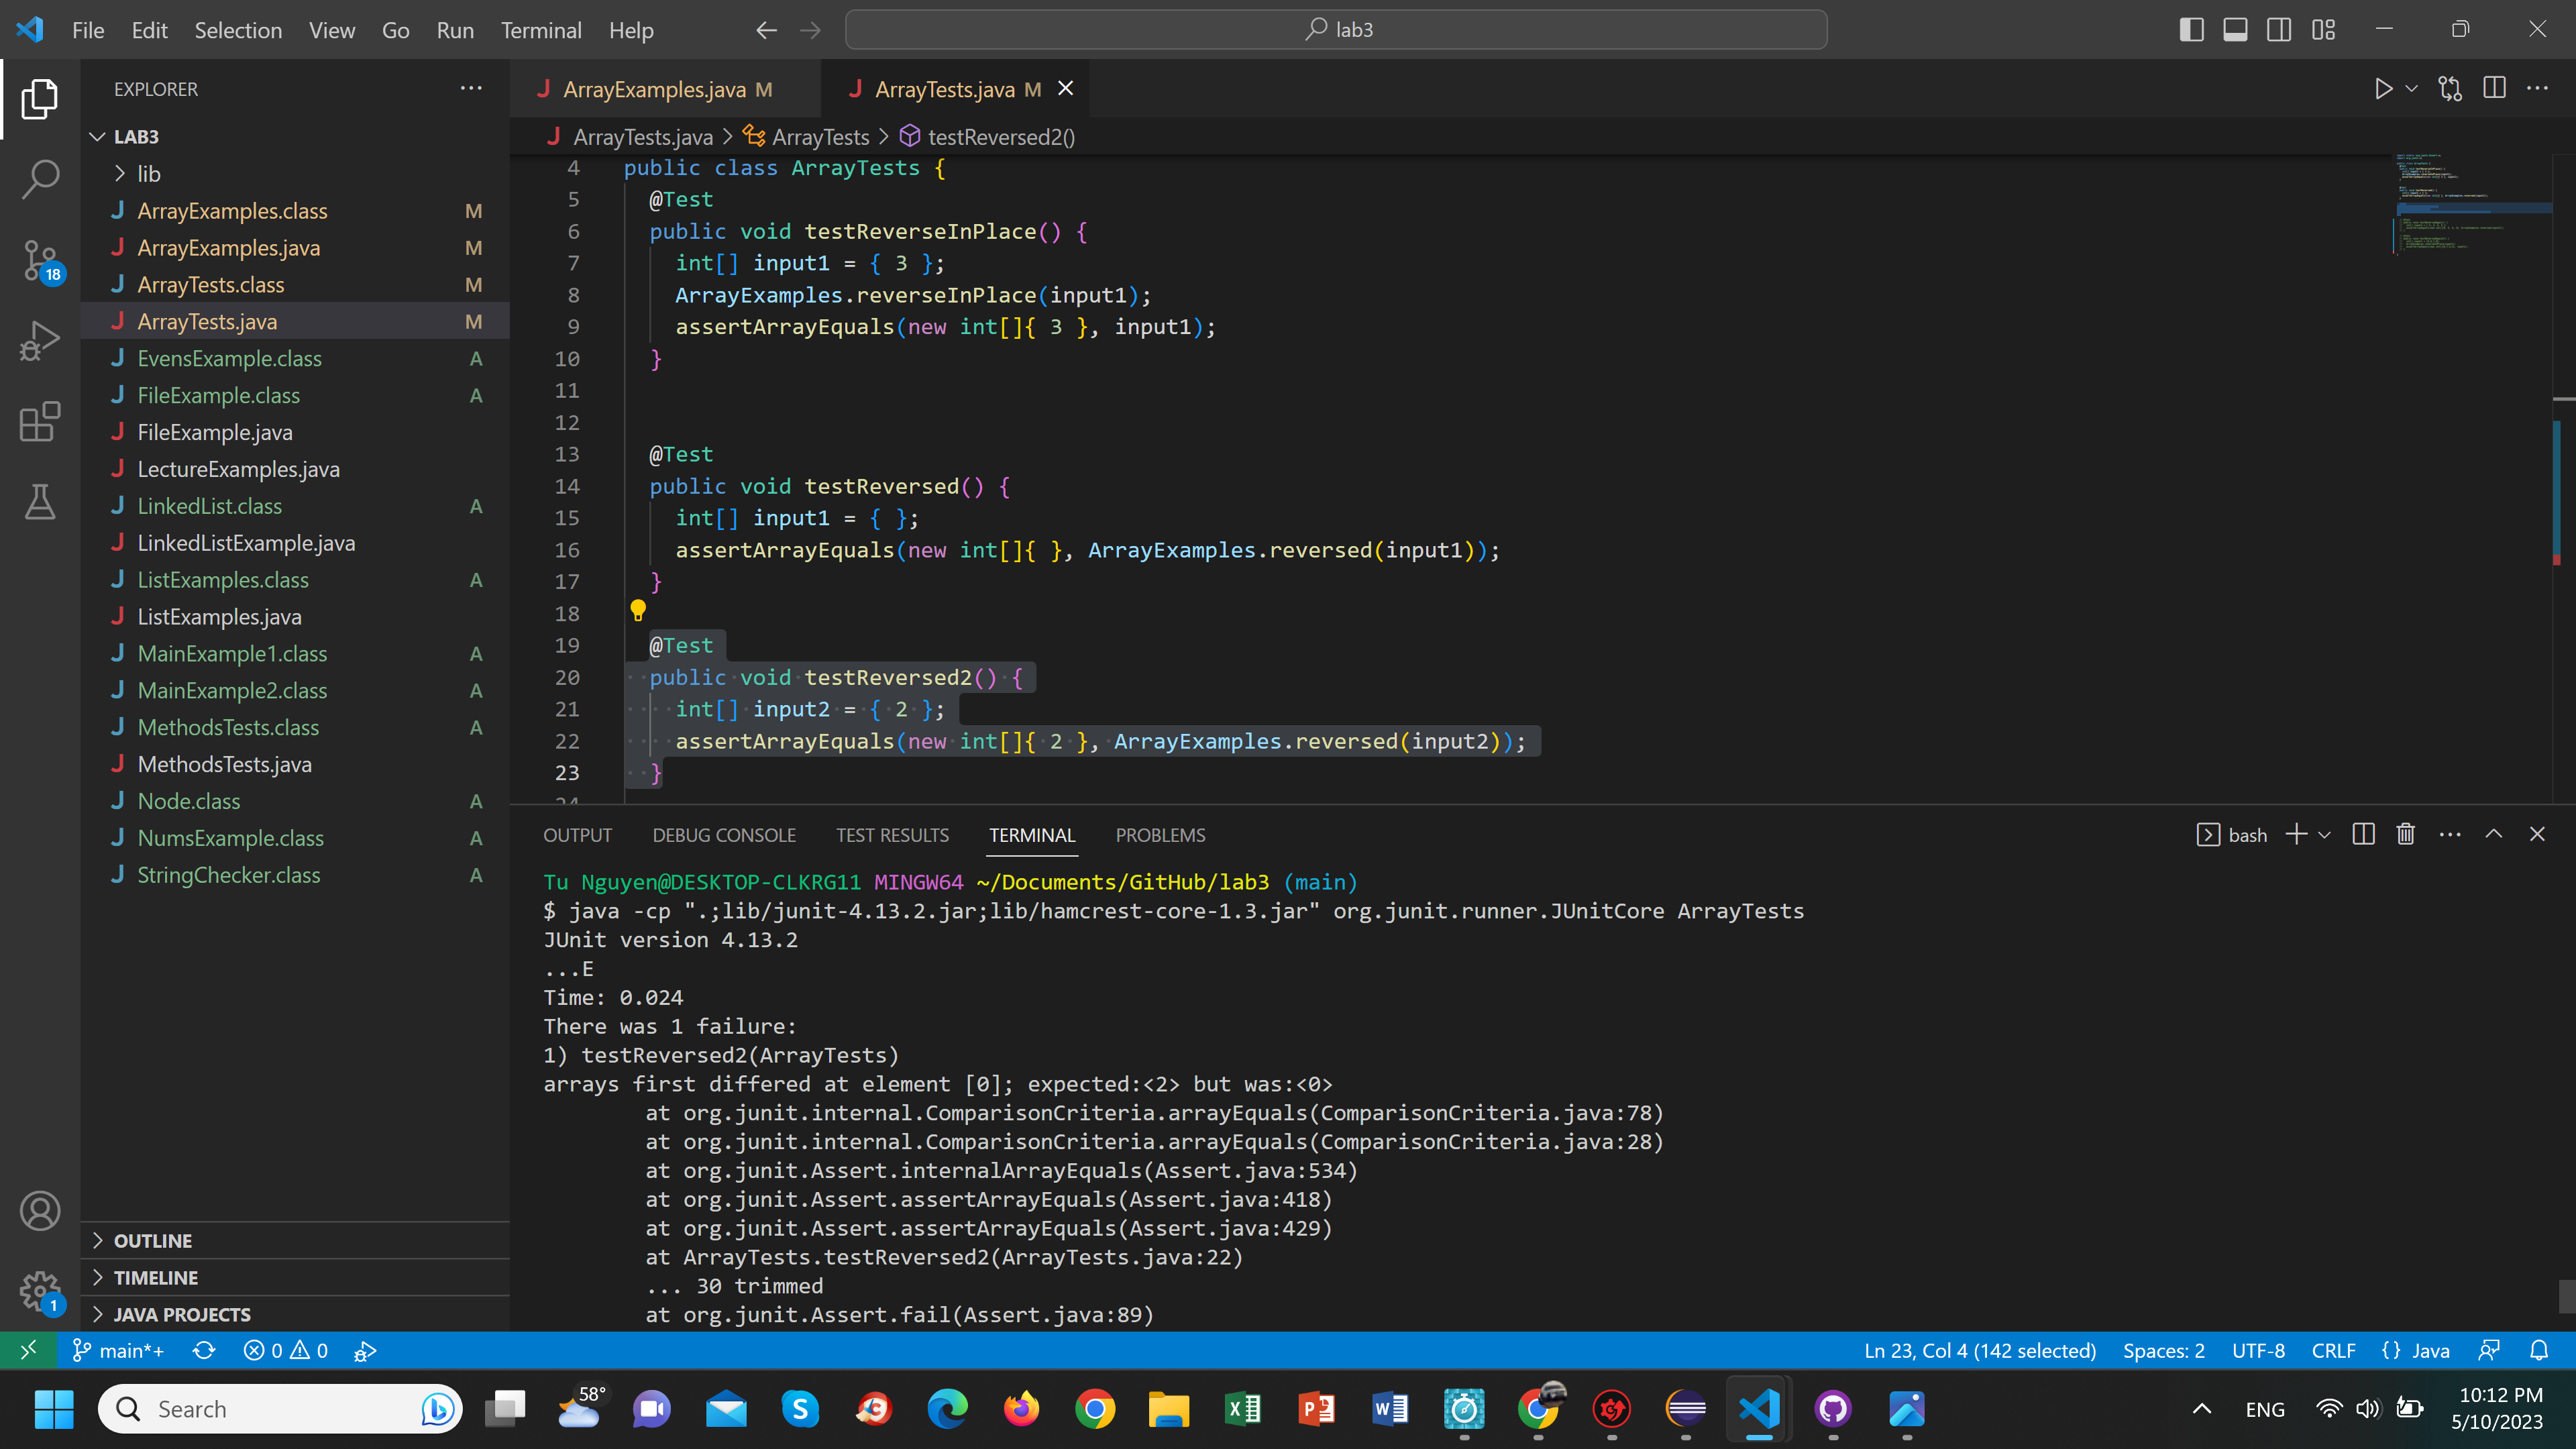 File Edit Selection View Go Run Terminal Help
lab3
EXPLORER
LAB3
lib
ArrayExamples.class M
ArrayExamples.java M
ArrayTests.class M
ArrayTests.java M
EvensExample.class A
FileExample.class A
FileExample.java
LectureExamples.java
LinkedList.class A
LinkedListExample.java
ListExamples.class A
ListExamples.java
MainExample1.class A
MainExample2.class A
MethodsTests.class A
MethodsTests.java
Node.class A
NumsExample.class A
StringChecker.class A
OUTLINE
TIMELINE
JAVA PROJECTS
18
1
ArrayExamples.java M
ArrayTests.java M
ArrayTests.java > ArrayTests > testReversed2()
4 public class ArrayTests {
5 @Test
6 public void testReverseInPlace() {
7 int[] input1 = { 3 };
8 ArrayExamples.reverseInPlace(input1);
9 assertArrayEquals(new int[]{ 3 }, input1);
10 }
11
12
13 @Test
14 public void testReversed() {
15 int[] input1 = { };
16 assertArrayEquals(new int[]{ }, ArrayExamples.reversed(input1));
17 }
18
19 @Test
20 public void testReversed2() {
21 int[] input2 = { 2 };
22 assertArrayEquals(new int[]{ 2 }, ArrayExamples.reversed(input2));
23 }
24
OUTPUT DEBUG CONSOLE TEST RESULTS TERMINAL PROBLEMS
bash
Tu Nguyen@DESKTOP-CLKRG11 MINGW64 ~/Documents/GitHub/lab3 (main)
$ java -cp ".;lib/junit-4.13.2.jar;lib/hamcrest-core-1.3.jar" org.junit.runner.JUnitCore ArrayTests
JUnit version 4.13.2
...E
Time: 0.024
There was 1 failure:
1) testReversed2(ArrayTests)
arrays first differed at element [0]; expected:<2> but was:<0>
at org.junit.internal.ComparisonCriteria.arrayEquals(ComparisonCriteria.java:78)
at org.junit.internal.ComparisonCriteria.arrayEquals(ComparisonCriteria.java:28)
at org.junit.Assert.internalArrayEquals(Assert.java:534)
at org.junit.Assert.assertArrayEquals(Assert.java:418)
at org.junit.Assert.assertArrayEquals(Assert.java:429)
at ArrayTests.testReversed2(ArrayTests.java:22)
... 30 trimmed
at org.junit.Assert.fail(Assert.java:89)
main*+ 0 0
Ln 23, Col 4 (142 selected) Spaces: 2 UTF-8 CRLF {} Java
Search
58°
ENG
10:12 PM
5/10/2023